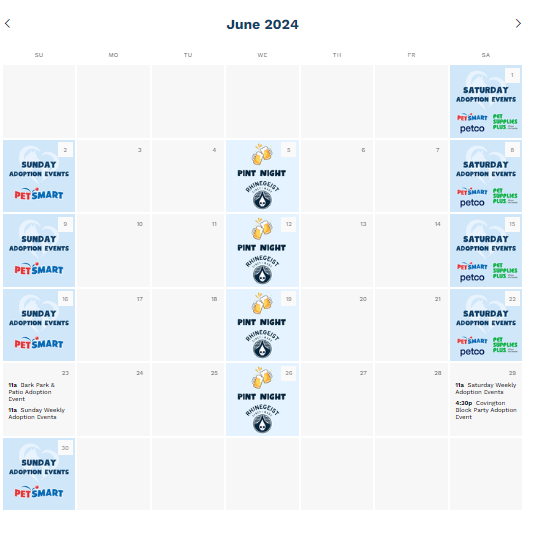 June 2024
SU MO TU WE TH FR SA
1
SATURDAY
ADOPTION EVENTS
PETSMART
petco
PET
SUPPLIES
PLUS
2
SUNDAY
ADOPTION EVENTS
PETSMART
3
4
5
PINT NIGHT
RHINEGEIST
6
7
8
SATURDAY
ADOPTION EVENTS
PETSMART
petco
PET
SUPPLIES
PLUS
9
SUNDAY
ADOPTION EVENTS
PETSMART
10
11
12
PINT NIGHT
RHINEGEIST
13
14
15
SATURDAY
ADOPTION EVENTS
PETSMART
petco
PET
SUPPLIES
PLUS
16
SUNDAY
ADOPTION EVENTS
PETSMART
17
18
19
PINT NIGHT
RHINEGEIST
20
21
22
SATURDAY
ADOPTION EVENTS
PETSMART
petco
PET
SUPPLIES
PLUS
23
11a Bark Park &
Patio Adoption
Event
11a Sunday Weekly
Adoption Events
24
25
26
PINT NIGHT
RHINEGEIST
27
28
29
11a Saturday Weekly
Adoption Events
4:30p Covington
Block Party Adoption
Event
30
SUNDAY
ADOPTION EVENTS
PETSMART